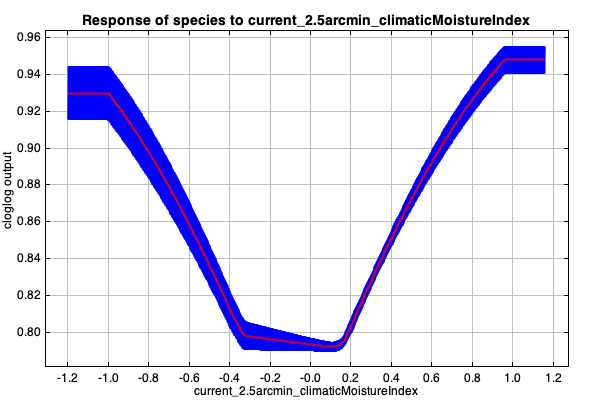 Response of species to current_2.5arcmin_climaticMoistureIndex
0.96
0.94
0.92
0.90
0.88
0.86
0.84
0.82
0.80
cloglog output
-1.2 -1.0 -0.8 -0.6 -0.4 -0.2 -0.0 0.2 0.4 0.6 0.8 1.0 1.2
current_2.5arcmin_climaticMoistureIndex